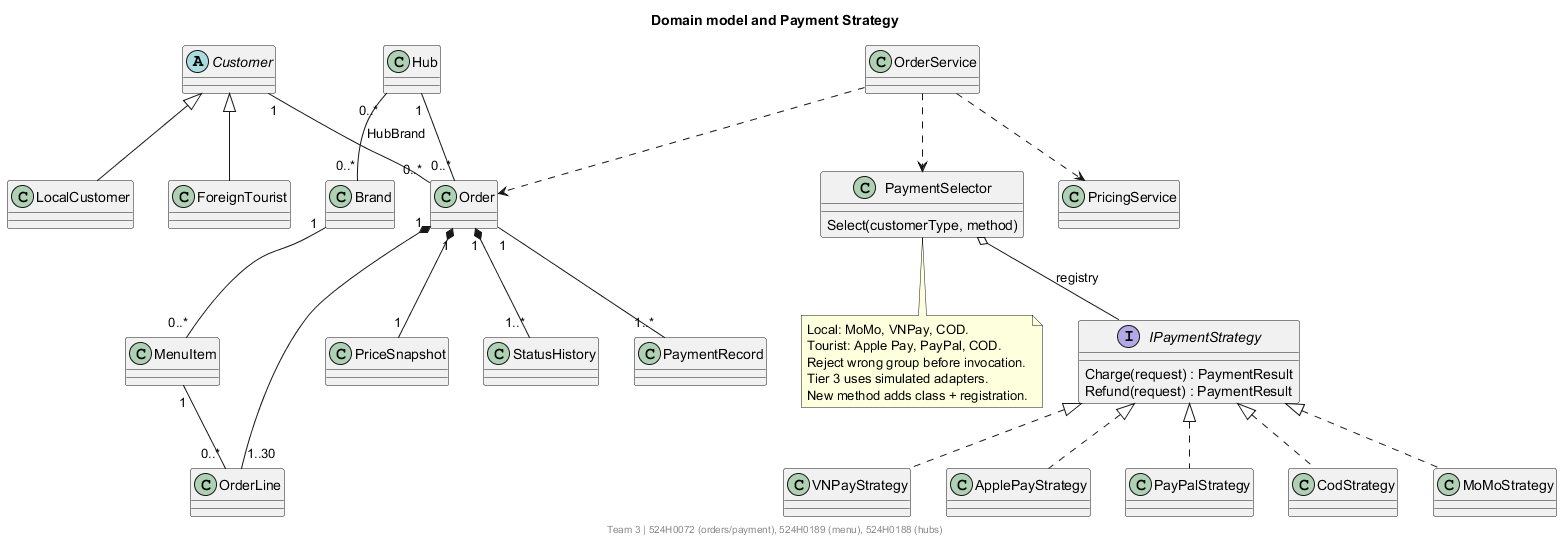 Domain model and Payment Strategy
A Customer
C Hub
C OrderService
1
0..*
1
HubBrand
0..*
0..*
0..*
C LocalCustomer
C ForeignTourist
C Brand
C Order
C PaymentSelector
Select(customerType, method)
C PricingService
1
1
1
1
1
registry
0..*
1
1..*
1..*
C MenuItem
C PriceSnapshot
C StatusHistory
C PaymentRecord
Local: MoMo, VNPay, COD.
Tourist: Apple Pay, PayPal, COD.
Reject wrong group before invocation.
Tier 3 uses simulated adapters.
New method adds class + registration.
I IPaymentStrategy
Charge(request) : PaymentResult
Refund(request) : PaymentResult
1
0..*
1..30
C OrderLine
C VNPayStrategy
C ApplePayStrategy
C PayPalStrategy
C CodStrategy
C MoMoStrategy
Team 3 | 524H0072 (orders/payment), 524H0189 (menu), 524H0188 (hubs)